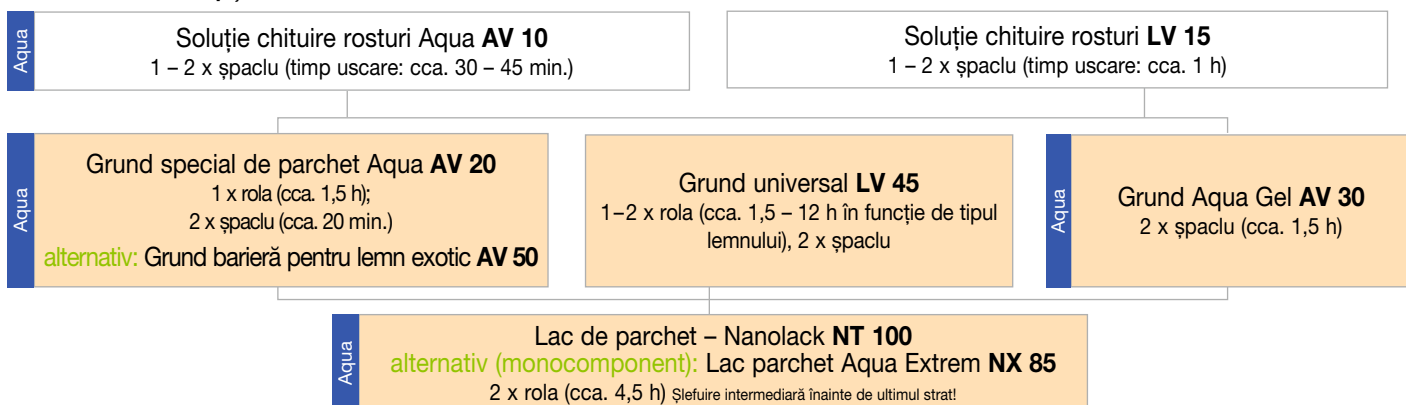 Aqua
Soluție chituire rosturi Aqua AV 10
1 – 2 x șpaclu (timp uscare: cca. 30 – 45 min.)
Soluție chituire rosturi LV 15
1 – 2 x șpaclu (timp uscare: cca. 1 h)
Aqua
Grund special de parchet Aqua AV 20
1 x rola (cca. 1,5 h);
2 x șpaclu (cca. 20 min.)
alternativ: Grund barieră pentru lemn exotic AV 50
Grund universal LV 45
1–2 x rola (cca. 1,5 – 12 h în funcție de tipul
lemnului), 2 x șpaclu
Aqua
Grund Aqua Gel AV 30
2 x șpaclu (cca. 1,5 h)
Aqua
Lac de parchet – Nanolack NT 100
alternativ (monocomponent): Lac parchet Aqua Extrem NX 85
2 x rola (cca. 4,5 h) Șlefuire intermediară înainte de ultimul strat!